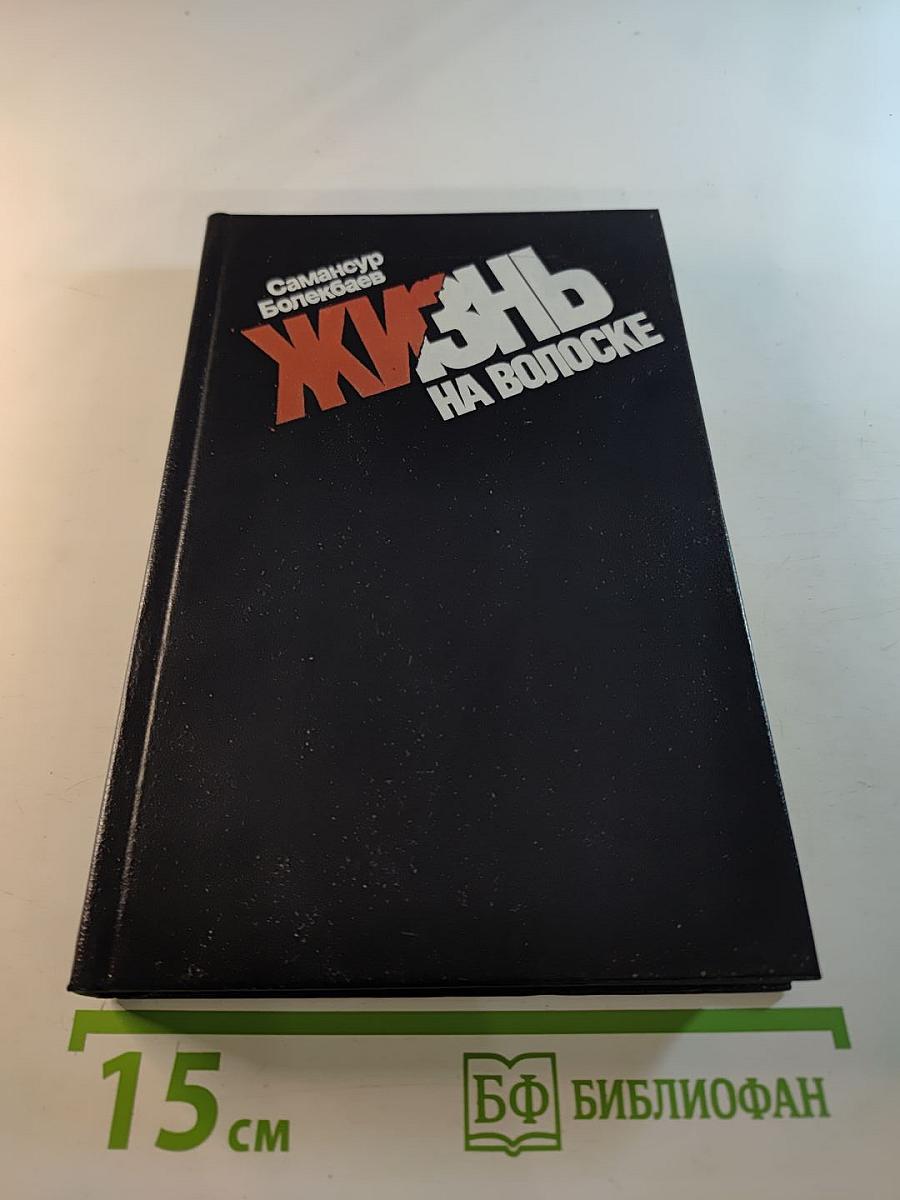 Самансур
Болекбаев
ЖИЗНЬ
НА ВОЛОСКЕ
15 см
БФ БИБЛИОФАН